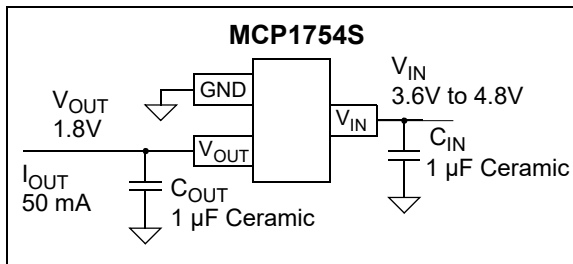 MCP1754S
GND
V_OUT
1.8V
V_OUT
V_IN
V_IN
3.6V to 4.8V
I_OUT
50 mA
C_OUT
1 µF Ceramic
C_IN
1 µF Ceramic